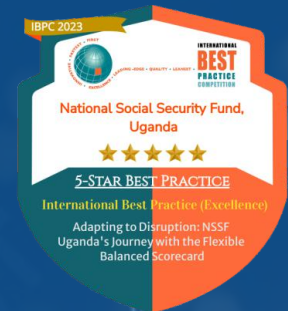 IBPC 2023
INTERNATIONAL
BEST
PRACTICE
COMPETITION
National Social Security Fund,
Uganda
5-STAR BEST PRACTICE
International Best Practice (Excellence)
Adapting to Disruption: NSSF
Uganda's Journey with the Flexible
Balanced Scorecard